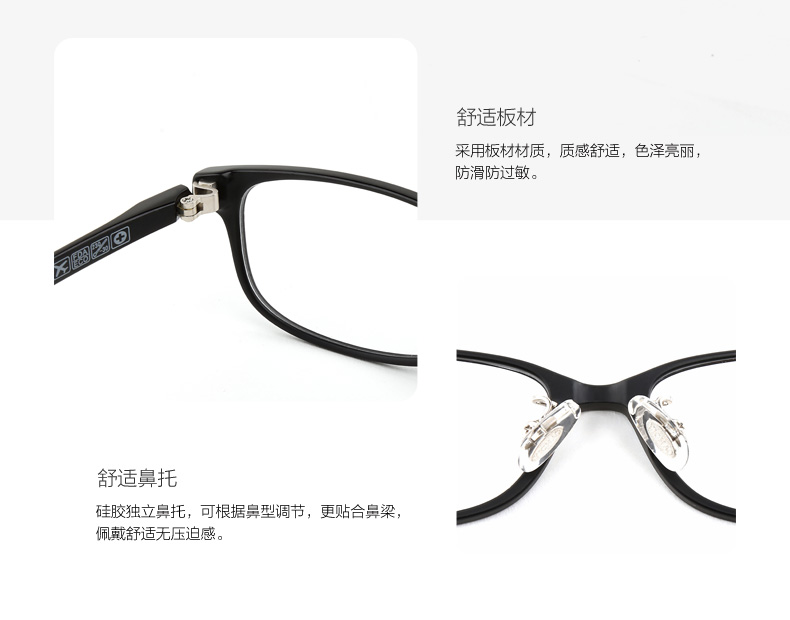 舒适板材
采用板材材质，质感舒适，色泽亮丽，
防滑防过敏。
FDA
ECO
舒适鼻托
硅胶独立鼻托，可根据鼻型调节，更贴合鼻梁，
佩戴舒适无压迫感。